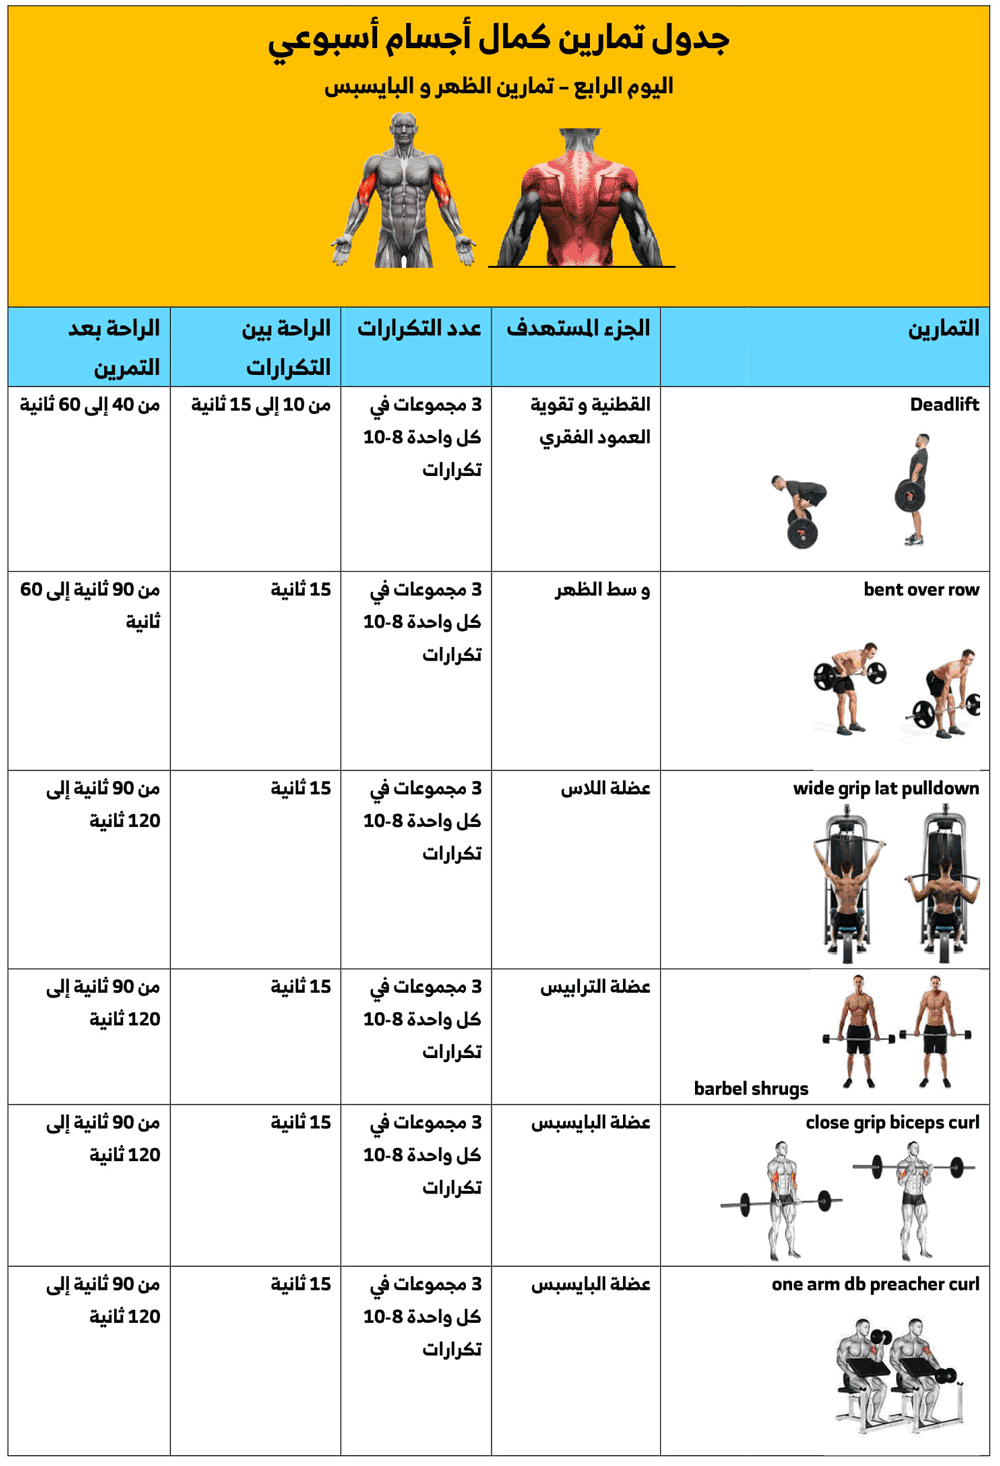 جدول تمارين كمال أجسام أسبوعي
اليوم الرابع – تمارين الظهر و البايسبس
التمارين
الجزء المستهدف
عدد التكرارات
الراحة بين
التكرارات
الراحة بعد
التمرين
Deadlift
القطنية و تقوية
العمود الفقري
3 مجموعات في
كل واحدة 8-10
تكرارات
من 10 إلى 15 ثانية
من 40 إلى 60 ثانية
bent over row
و سط الظهر
3 مجموعات في
كل واحدة 8-10
تكرارات
15 ثانية
من 90 ثانية إلى 60
ثانية
wide grip lat pulldown
عضلة اللاس
3 مجموعات في
كل واحدة 8-10
تكرارات
15 ثانية
من 90 ثانية إلى
120 ثانية
barbel shrugs
عضلة الترابيس
3 مجموعات في
كل واحدة 8-10
تكرارات
15 ثانية
من 90 ثانية إلى
120 ثانية
close grip biceps curl
عضلة البايسبس
3 مجموعات في
كل واحدة 8-10
تكرارات
15 ثانية
من 90 ثانية إلى
120 ثانية
one arm db preacher curl
عضلة البايسبس
3 مجموعات في
كل واحدة 8-10
تكرارات
15 ثانية
من 90 ثانية إلى
120 ثانية